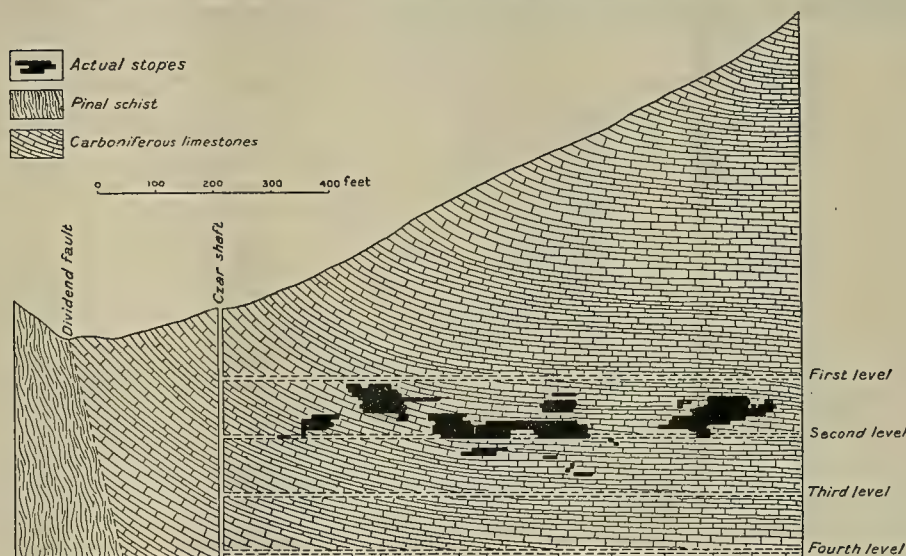 Actual stopes
Pinal schist
Carboniferous limestones
0 100 200 300 400 feet
Dividend fault
Czar shaft
First level
Second level
Third level
Fourth level